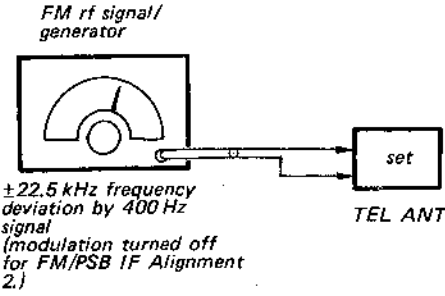 FM rf signal/
generator
set
TEL ANT
±22.5 kHz frequency
deviation by 400 Hz
signal
(modulation turned off
for FM/PSB IF Alignment
2.)